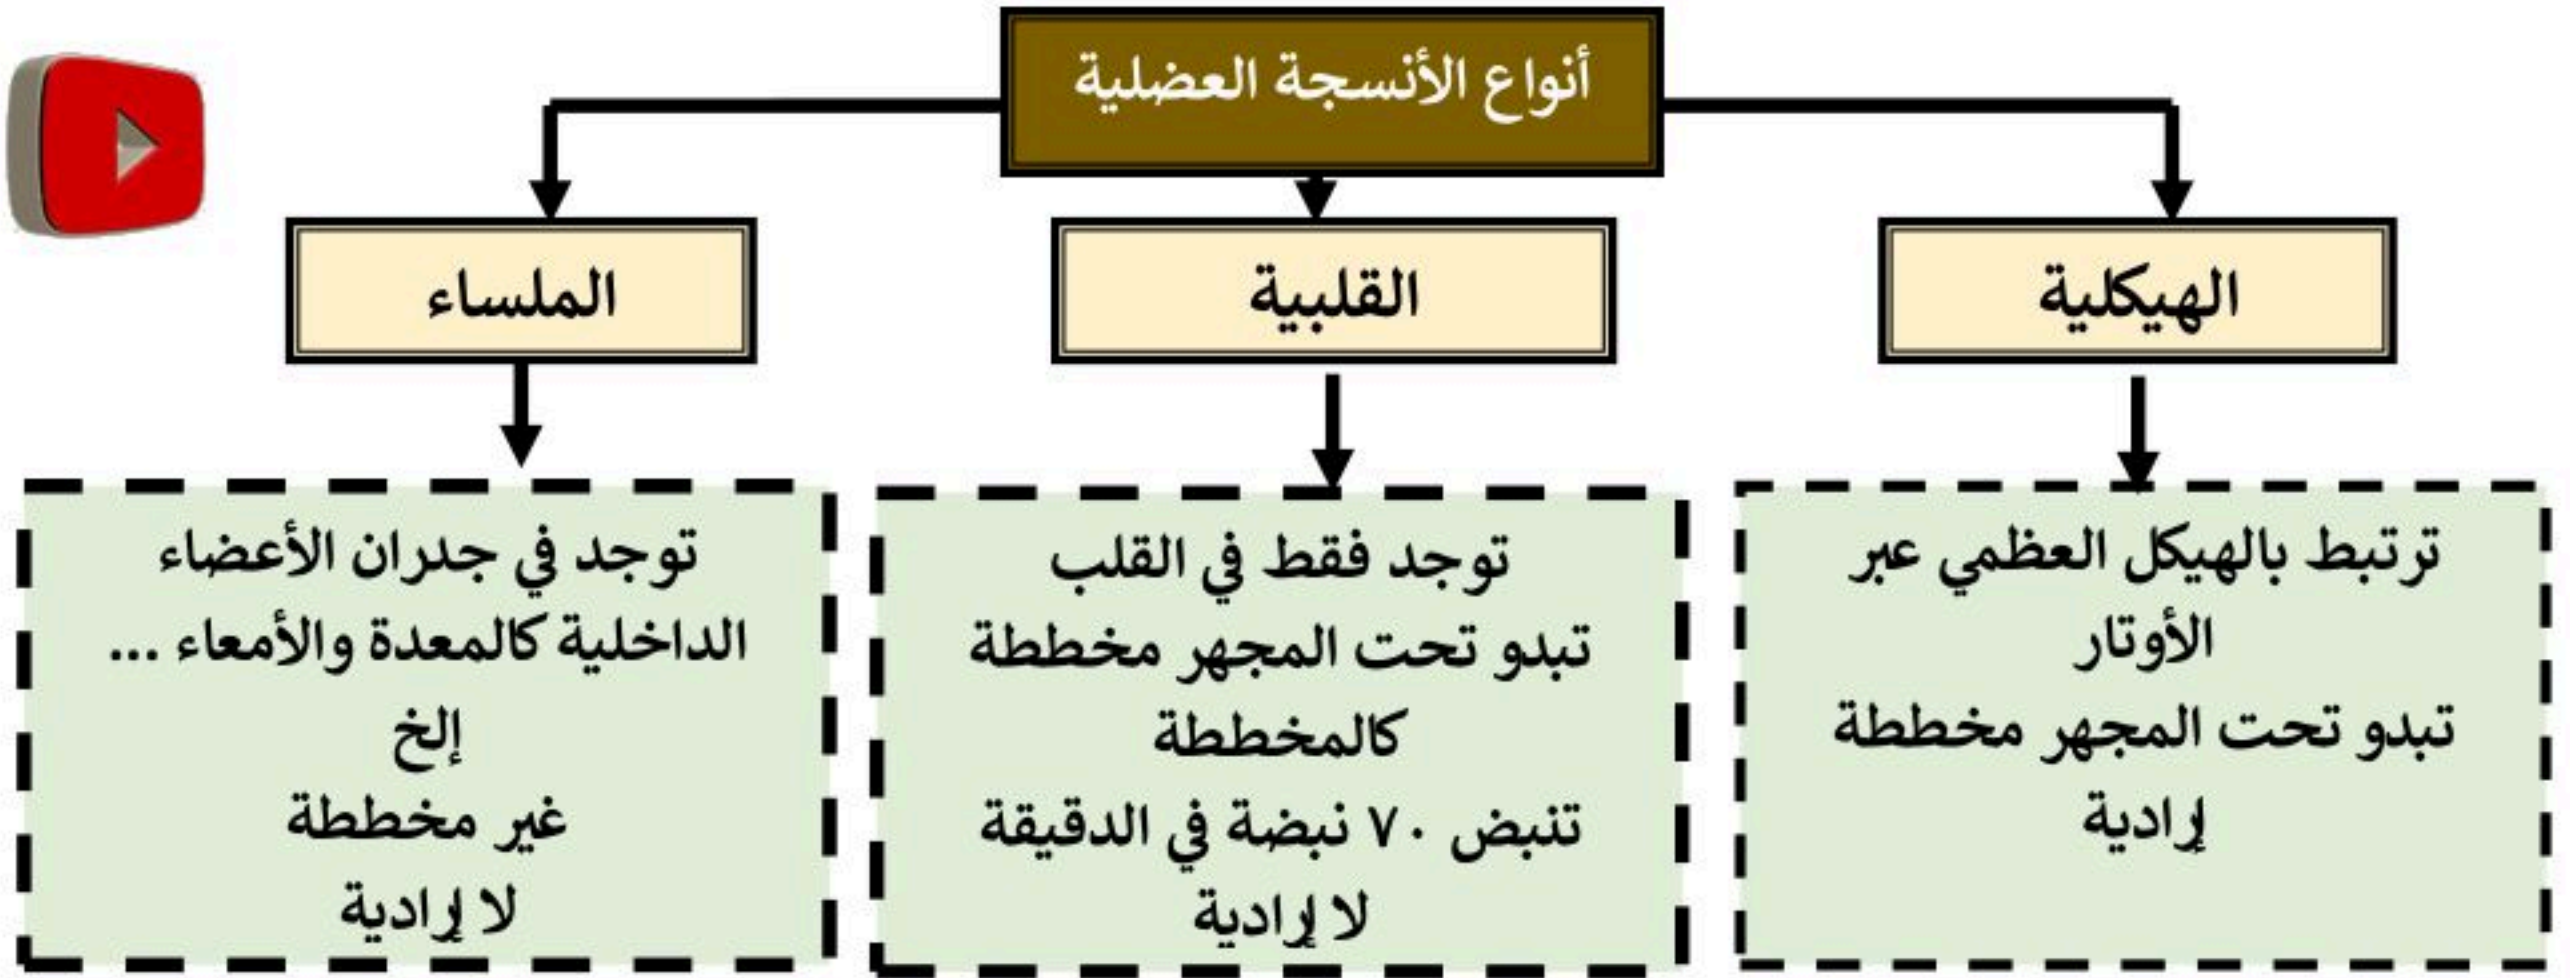 أنواع الأنسجة العضلية
الهيكلية
القلبية
الملساء
ترتبط بالهيكل العظمي عبر
الأوتار
تبدو تحت المجهر مخططة
إرادية
توجد فقط في القلب
تبدو تحت المجهر مخططة
كالمخططة
تنبض ٧٠ نبضة في الدقيقة
لا إرادية
توجد في جدران الأعضاء
الداخلية كالمعدة والأمعاء ...
إلخ
غير مخططة
لا إرادية